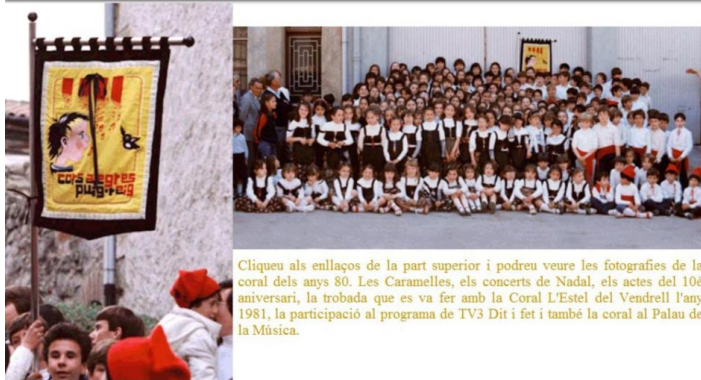 cors alegres
puig-reig
Cliqueu als enllaços de la part superior i podreu veure les fotografies de la
coral dels anys 80. Les Caramelles, els concerts de Nadal, els actes del 10è
aniversari, la trobada que es va fer amb la Coral L'Estel del Vendrell l'any
1981, la participació al programa de TV3 Dit i fet i també la coral al Palau de
la Música.